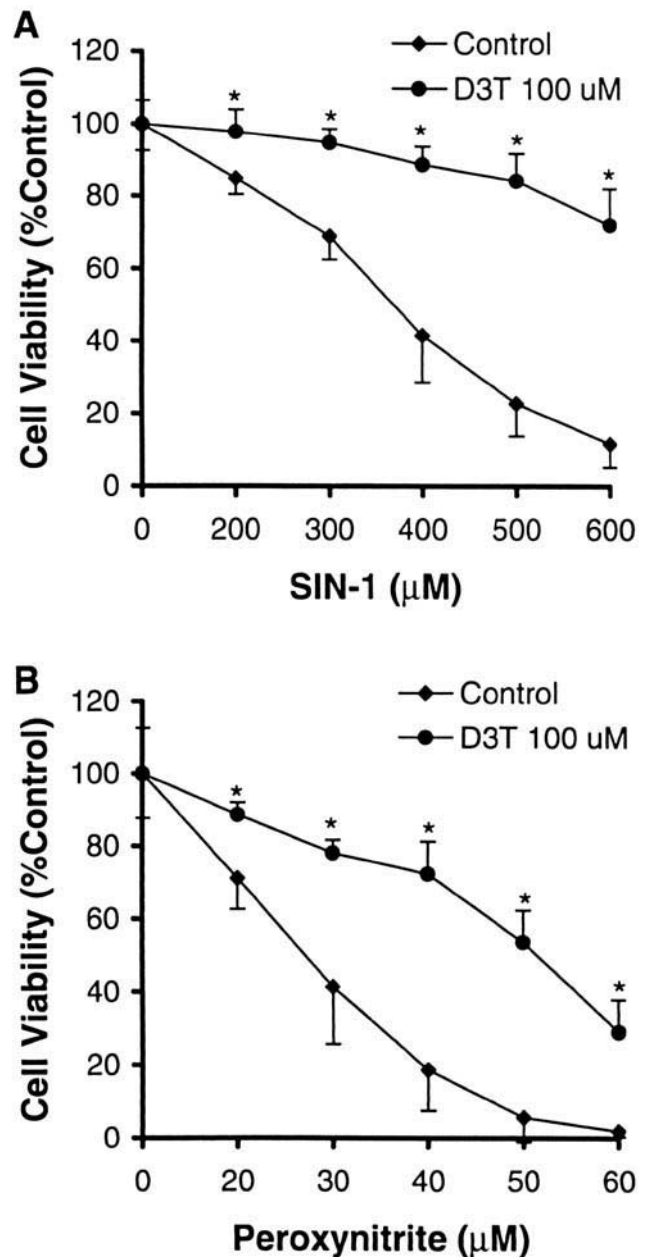 A
Control
D3T 100 uM
Cell Viability (%Control)
120
100
80
60
40
20
0
* * * * *
0 200 300 400 500 600
SIN-1 (μM)
B
Control
D3T 100 uM
Cell Viability (%Control)
120
100
80
60
40
20
0
* * * * *
0 20 30 40 50 60
Peroxynitrite (μM)